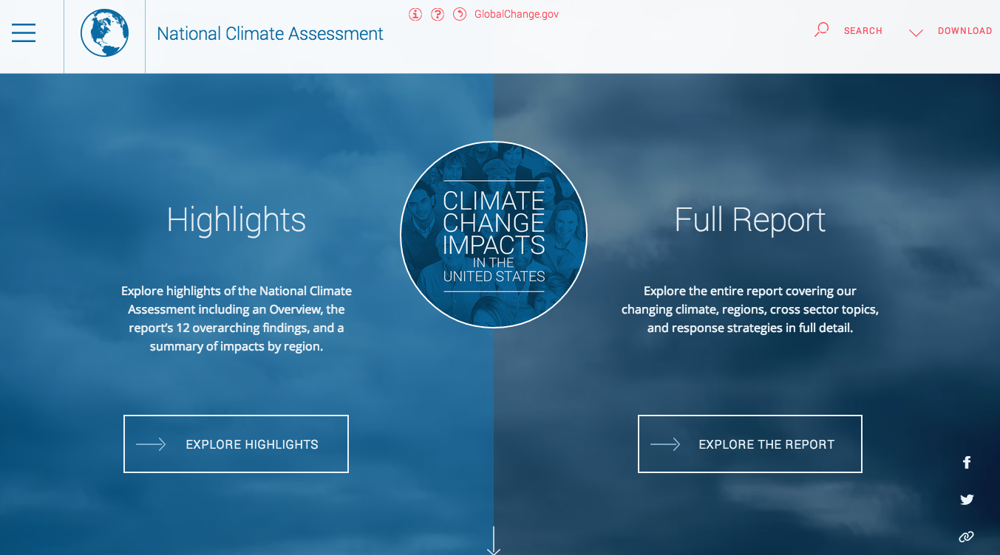 GlobalChange.gov
National Climate Assessment
SEARCH
DOWNLOAD
CLIMATE
CHANGE
IMPACTS
IN THE
UNITED STATES
Highlights
Explore highlights of the National Climate
Assessment including an Overview, the
report's 12 overarching findings, and a
summary of impacts by region.
EXPLORE HIGHLIGHTS
Full Report
Explore the entire report covering our
changing climate, regions, cross sector topics,
and response strategies in full detail.
EXPLORE THE REPORT